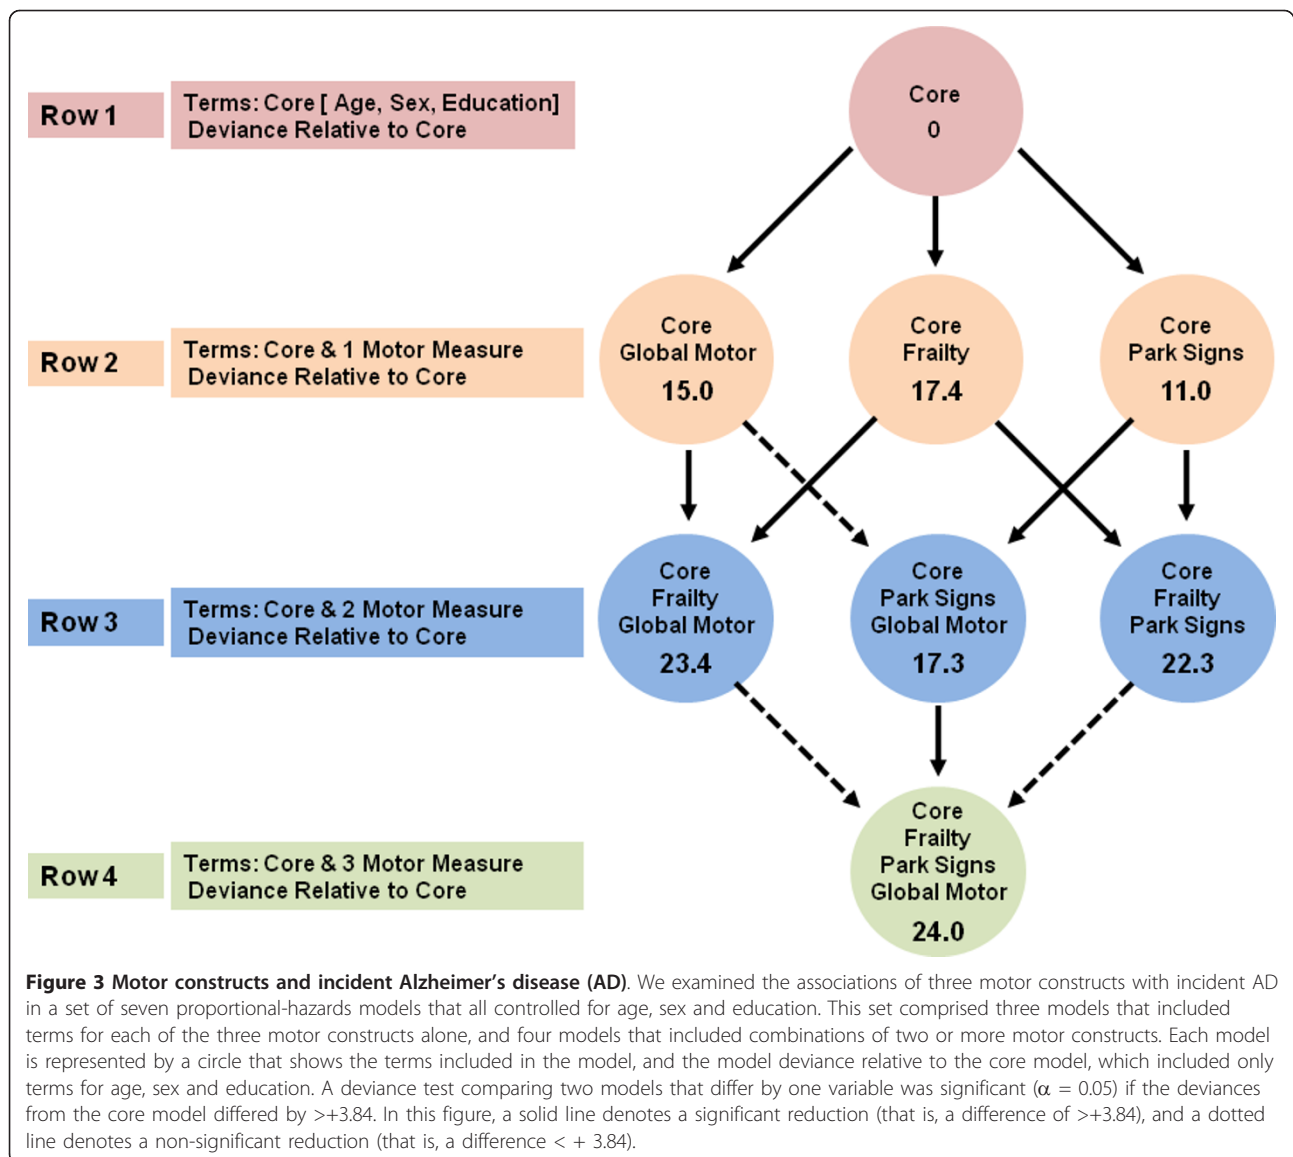 Row 1
Terms: Core [ Age, Sex, Education]
Deviance Relative to Core
Core
0
Row 2
Terms: Core & 1 Motor Measure
Deviance Relative to Core
Core
Global Motor
15.0
Core
Frailty
17.4
Core
Park Signs
11.0
Row 3
Terms: Core & 2 Motor Measure
Deviance Relative to Core
Core
Frailty
Global Motor
23.4
Core
Park Signs
Global Motor
17.3
Core
Frailty
Park Signs
22.3
Row 4
Terms: Core & 3 Motor Measure
Deviance Relative to Core
Core
Frailty
Park Signs
Global Motor
24.0
Figure 3 Motor constructs and incident Alzheimer's disease (AD). We examined the associations of three motor constructs with incident AD
in a set of seven proportional-hazards models that all controlled for age, sex and education. This set comprised three models that included
terms for each of the three motor constructs alone, and four models that included combinations of two or more motor constructs. Each model
is represented by a circle that shows the terms included in the model, and the model deviance relative to the core model, which included only
terms for age, sex and education. A deviance test comparing two models that differ by one variable was significant (α = 0.05) if the deviances
from the core model differed by >+3.84. In this figure, a solid line denotes a significant reduction (that is, a difference of >+3.84), and a dotted
line denotes a non-significant reduction (that is, a difference < + 3.84).